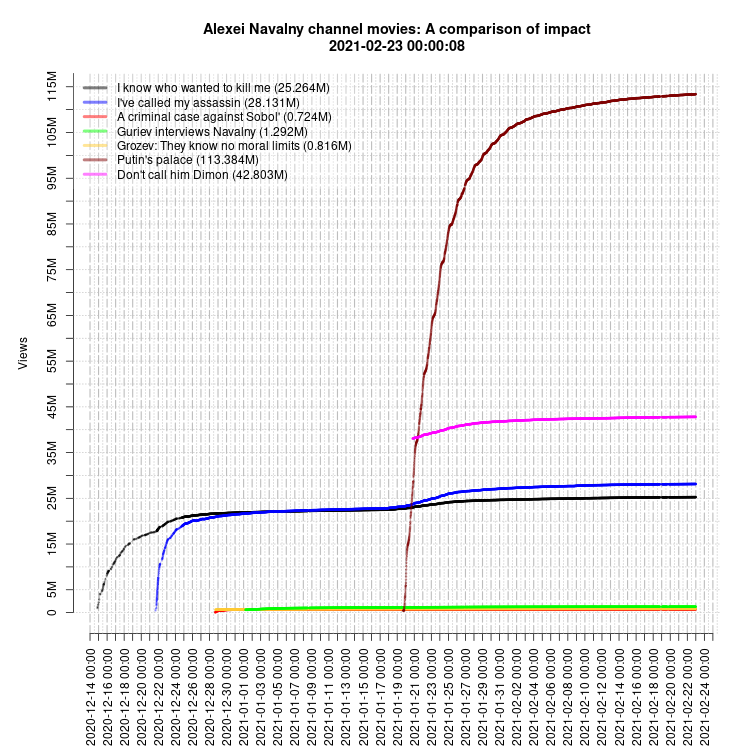 Alexei Navalny channel movies: A comparison of impact
2021-02-23 00:00:08
I know who wanted to kill me (25.264M)
I've called my assassin (28.131M)
A criminal case against Sobol' (0.724M)
Guriev interviews Navalny (1.292M)
Grozev: They know no moral limits (0.816M)
Putin's palace (113.384M)
Don't call him Dimon (42.803M)
Views
115M
105M
95M
85M
75M
65M
55M
45M
35M
25M
15M
5M
0
2020-12-14 00:00
2020-12-16 00:00
2020-12-18 00:00
2020-12-20 00:00
2020-12-22 00:00
2020-12-24 00:00
2020-12-26 00:00
2020-12-28 00:00
2020-12-30 00:00
2021-01-01 00:00
2021-01-03 00:00
2021-01-05 00:00
2021-01-07 00:00
2021-01-09 00:00
2021-01-11 00:00
2021-01-13 00:00
2021-01-15 00:00
2021-01-17 00:00
2021-01-19 00:00
2021-01-21 00:00
2021-01-23 00:00
2021-01-25 00:00
2021-01-27 00:00
2021-01-29 00:00
2021-01-31 00:00
2021-02-02 00:00
2021-02-04 00:00
2021-02-06 00:00
2021-02-08 00:00
2021-02-10 00:00
2021-02-12 00:00
2021-02-14 00:00
2021-02-16 00:00
2021-02-18 00:00
2021-02-20 00:00
2021-02-22 00:00
2021-02-24 00:00